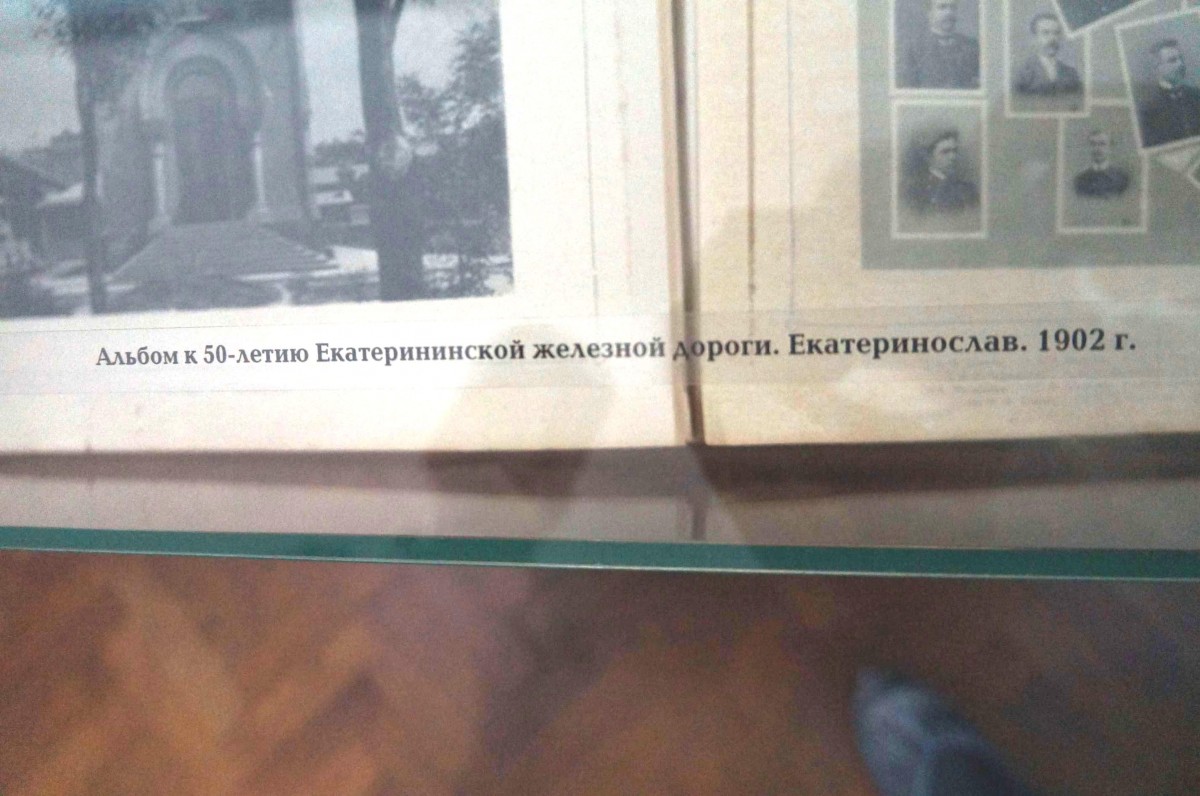 Альбом к 50-летию Екатерининской железной дороги. Екатеринослав. 1902 г.